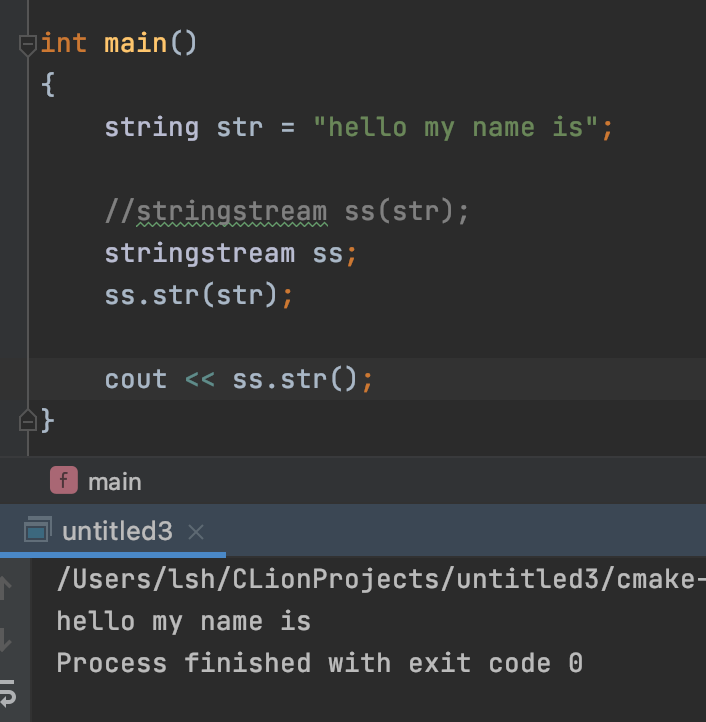 int main()
{
    string str = "hello my name is";

    //stringstream ss(str);
    stringstream ss;
    ss.str(str);

    cout << ss.str();
}
f main
untitled3 ×
/Users/lsh/CLionProjects/untitled3/cmake-
hello my name is
Process finished with exit code 0